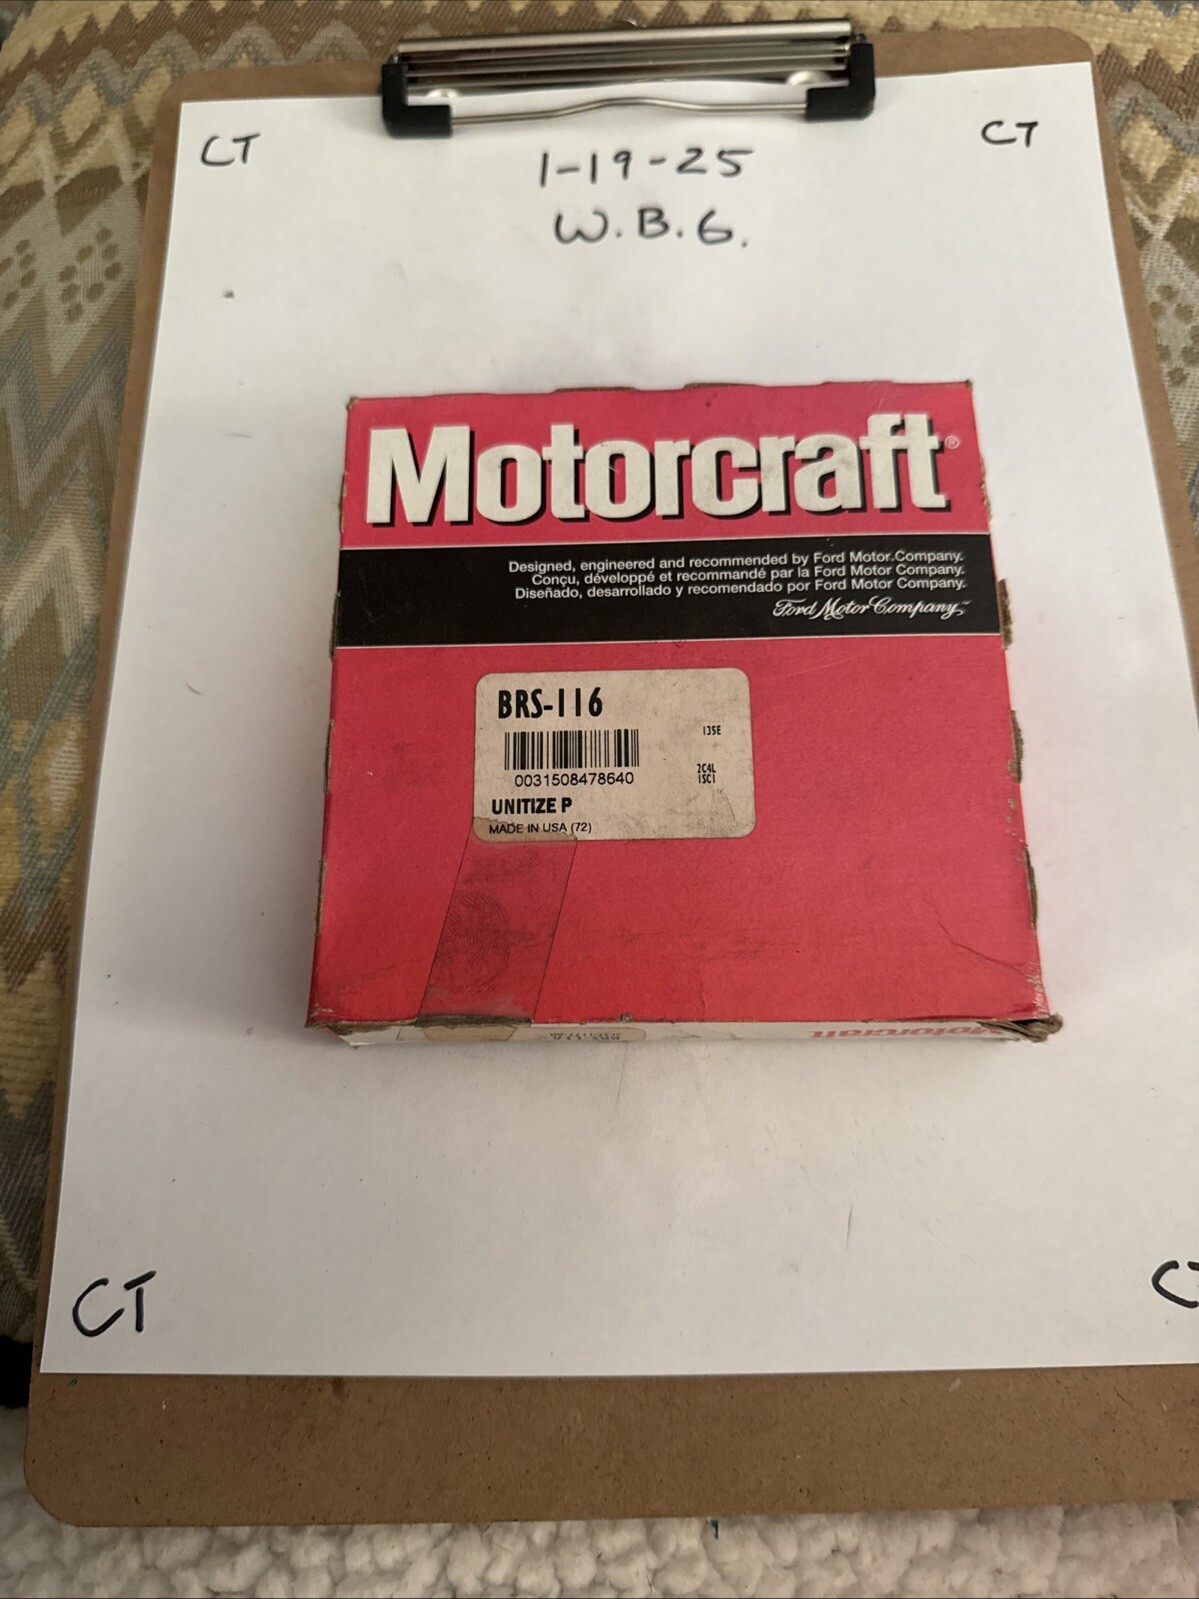 CT
CT
1-19-25
W.B.G.
Motorcraft®
Designed, engineered and recommended by Ford Motor Company.
Conçu, développé et recommandé par la Ford Motor Company.
Diseñado, desarrollado y recomendado por Ford Motor Company.
Ford Motor Company
BRS-116
135E
0031508478640
2C4L
1SC1
UNITIZE P
MADE IN USA (72)
Motorcraft
CT